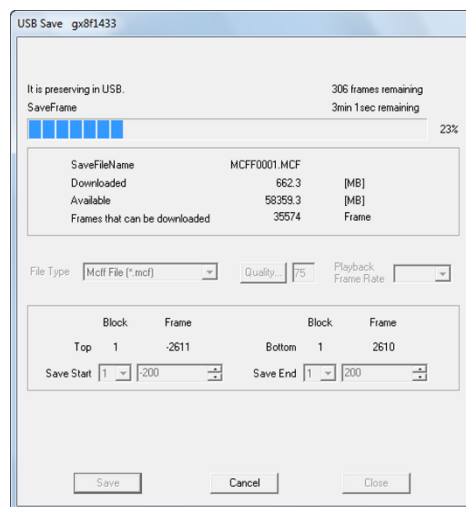 USB Save gx8f1433
It is preserving in USB. 306 frames remaining
SaveFrame 3min 1sec remaining
23%
SaveFileName MCFF0001.MCF
Downloaded 662.3 [MB]
Available 58359.3 [MB]
Frames that can be downloaded 35574 Frame
File Type Mcff File (*.mcf) Quality... 75 Playback Frame Rate
Block Frame Block Frame
Top 1 -2611 Bottom 1 2610
Save Start 1 -200 Save End 1 200
Save Cancel Close